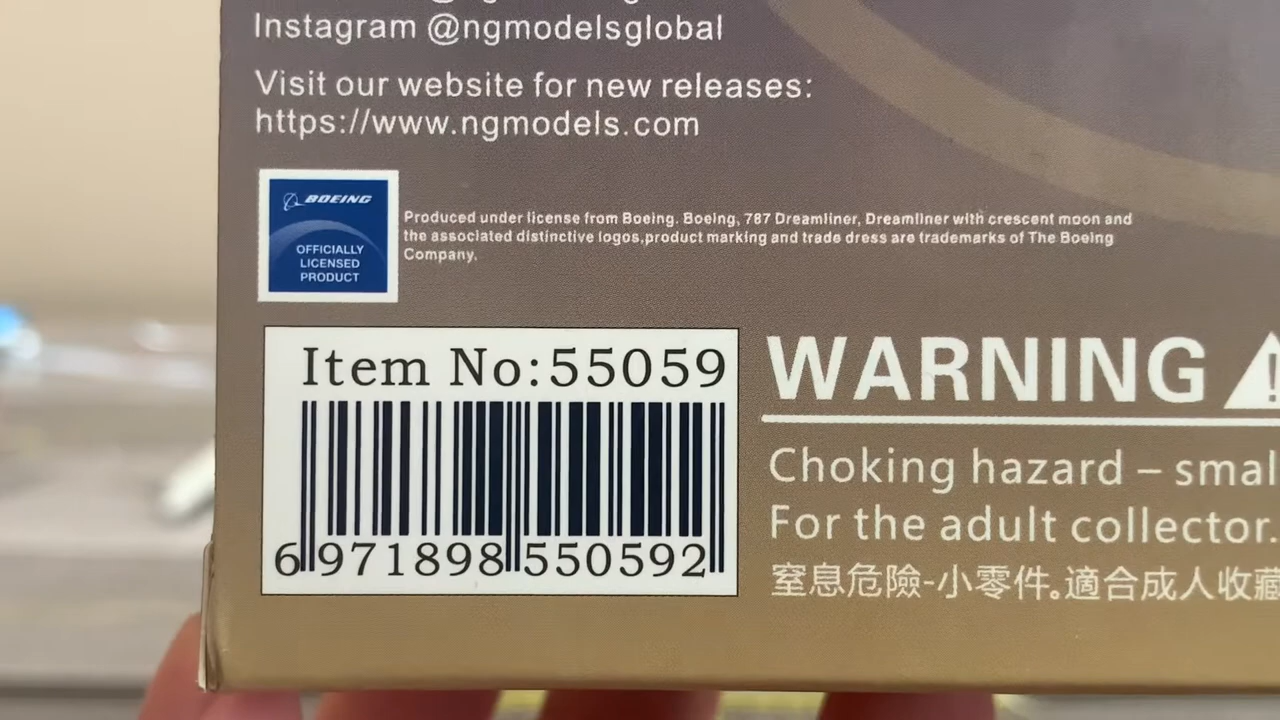 Instagram @ngmodelsglobal
Visit our website for new releases:
https://www.ngmodels.com
BOEING
OFFICIALLY
LICENSED
PRODUCT
Produced under license from Boeing. Boeing, 787 Dreamliner, Dreamliner with crescent moon and
the associated distinctive logos,product marking and trade dress are trademarks of The Boeing
Company.
Item No:55059
6 971898 550592
WARNING
Choking hazard – smal
For the adult collector.
窒息危險-小零件。適合成人收藏